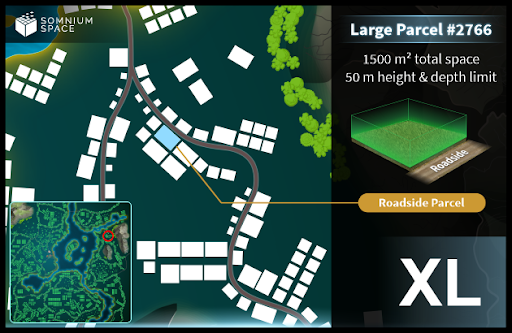 SOMNIUM
SPACE
Large Parcel #2766
1500 m² total space
50 m height & depth limit
Roadside
Roadside Parcel
XL